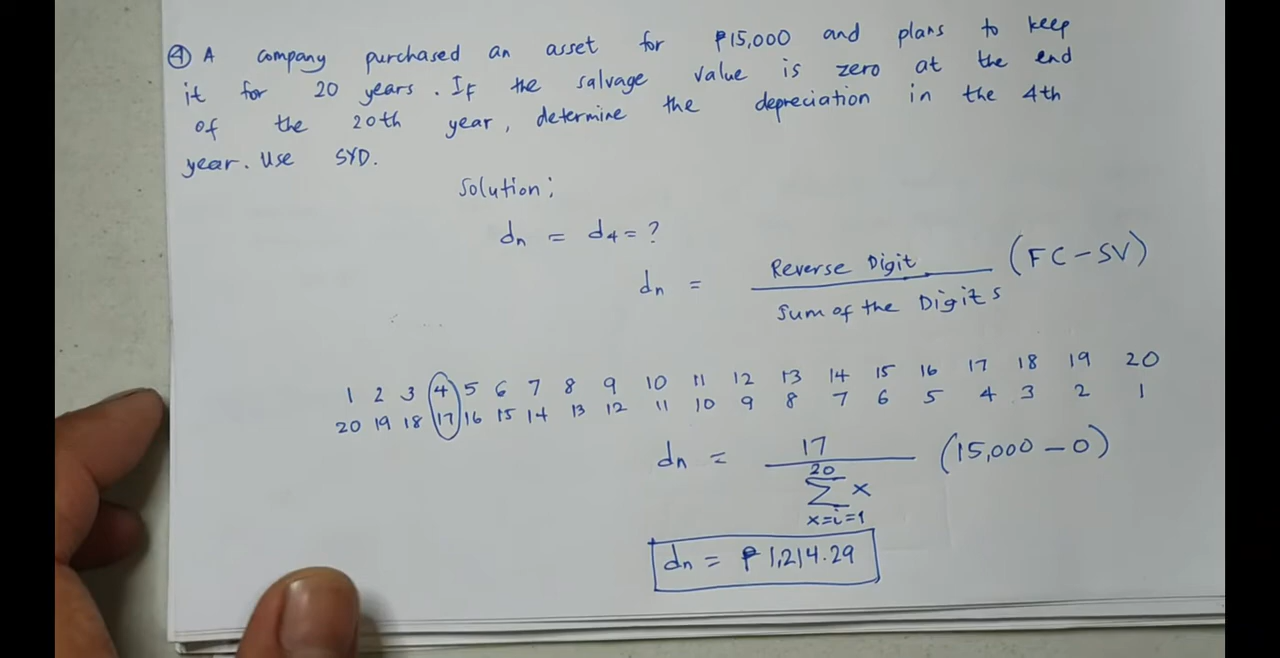 ④ A company purchased an asset for ₱15,000 and plans to keep
it for 20 years. If the salvage value is zero at the end
of the 20th year, determine the depreciation in the 4th
year. Use SYD.
Solution:
dn = d4 = ?
dn = Reverse Digit / Sum of the Digits (FC - SV)
1 2 3 4 5 6 7 8 9 10 11 12 13 14 15 16 17 18 19 20
20 19 18 17 16 15 14 13 12 11 10 9 8 7 6 5 4 3 2 1
dn = 17 / 20 Σ x x=i=1 (15,000 - 0)
dn = ₱1,214.29